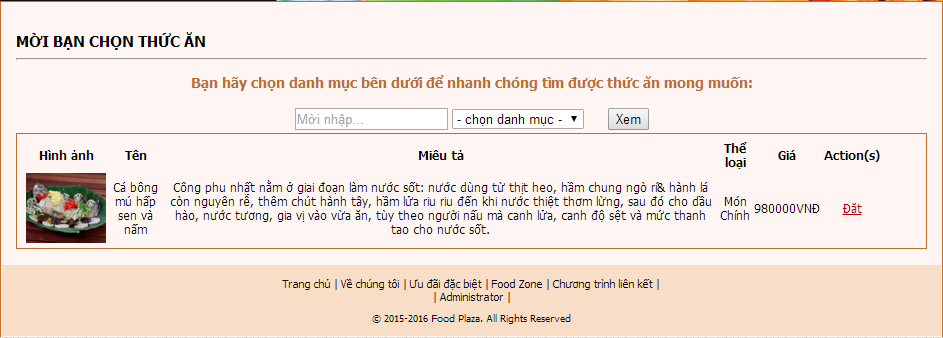 MỜI BẠN CHỌN THỨC ĂN
Bạn hãy chọn danh mục bên dưới để nhanh chóng tìm được thức ăn mong muốn:
Mời nhập... - chọn danh mục - Xem
Hình ảnh Tên Miêu tả Thể loại Giá Action(s)
Cá bông mú hấp sen và nấm
Công phu nhất nằm ở giai đoạn làm nước sốt: nước dùng từ thịt heo, hầm chung ngò rí& hành lá
còn nguyên rễ, thêm chút hành tây, hầm lửa riu riu đến khi nước thiệt thơm lừng, sau đó cho dầu
hào, nước tương, gia vị vào vừa ăn, tùy theo người nấu mà canh lửa, canh độ sệt và mức thanh
tao cho nước sốt.
Món Chính
980000VNĐ
Đặt
Trang chủ | Về chúng tôi | Ưu đãi đặc biệt | Food Zone | Chương trình liên kết |
| Administrator |
© 2015-2016 Food Plaza. All Rights Reserved